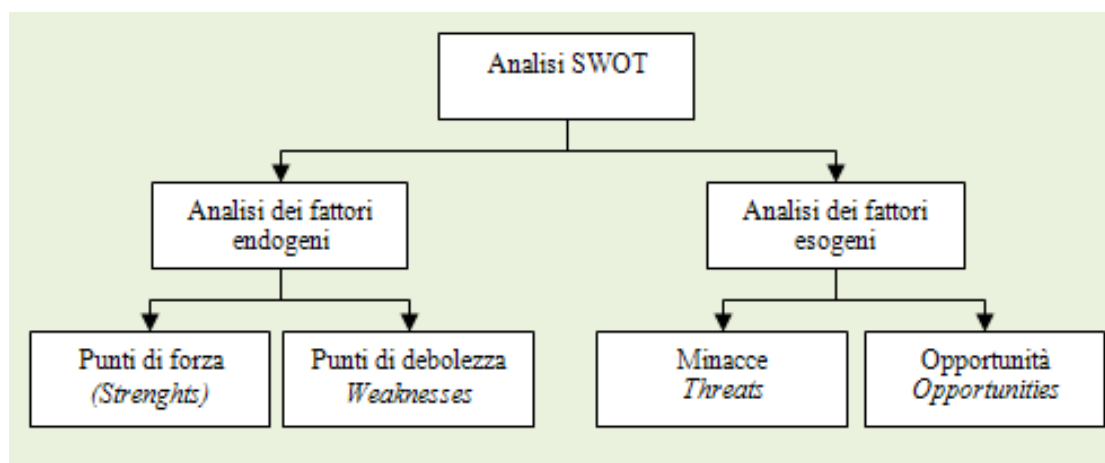 Analisi SWOT
Analisi dei fattori
endogeni
Analisi dei fattori
esogeni
Punti di forza
(Strenghts)
Punti di debolezza
Weaknesses
Minacce
Threats
Opportunità
Opportunities